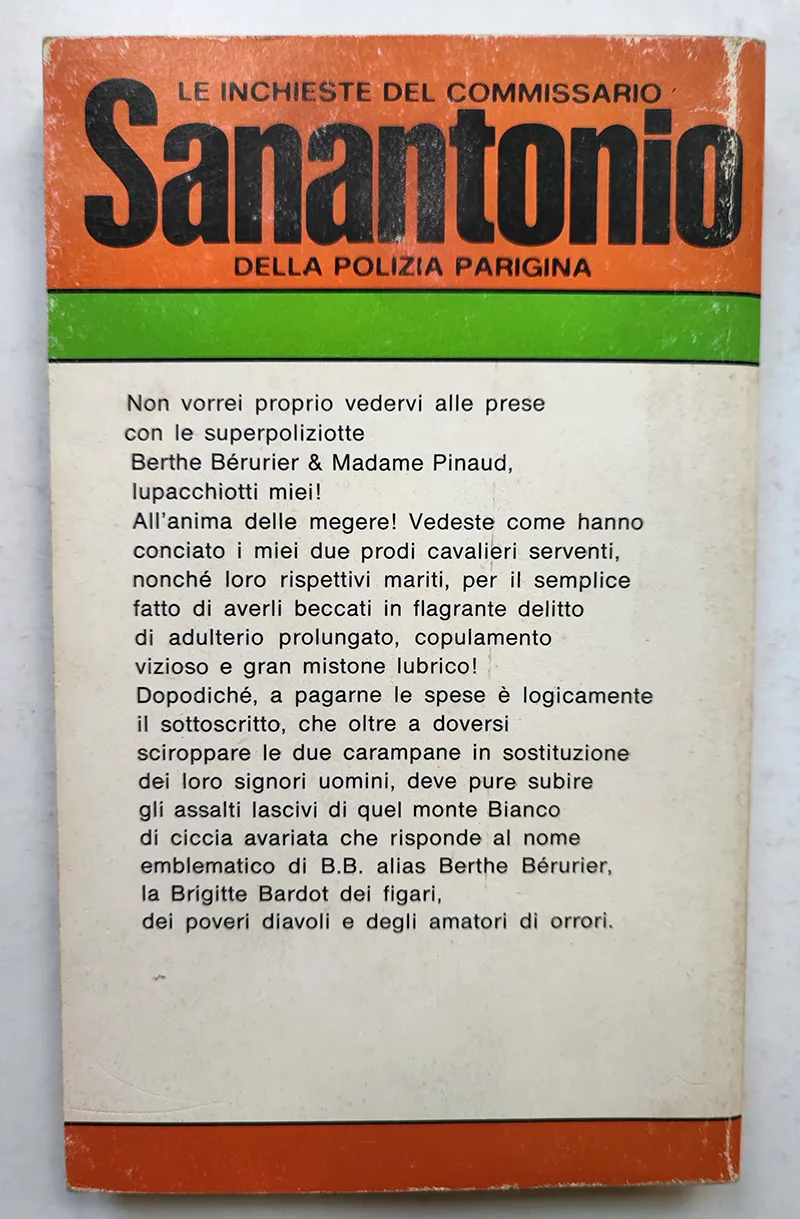 LE INCHIESTE DEL COMMISSARIO
Sanantonio
DELLA POLIZIA PARIGINA
Non vorrei proprio vedervi alle prese
con le superpoliziotte
Berthe Bérurier & Madame Pinaud,
lupacchiotti miei!
All'anima delle megere! Vedeste come hanno
conciato i miei due prodi cavalieri serventi,
nonché loro rispettivi mariti, per il semplice
fatto di averli beccati in flagrante delitto
di adulterio prolungato, copulamento
vizioso e gran mistone lubrico!
Dopodiché, a pagarne le spese è logicamente
il sottoscritto, che oltre a doversi
sciroppare le due carampane in sostituzione
dei loro signori uomini, deve pure subire
gli assalti lascivi di quel monte Bianco
di ciccia avariata che risponde al nome
emblematico di B.B. alias Berthe Bérurier,
la Brigitte Bardot dei figari,
dei poveri diavoli e degli amatori di orrori.